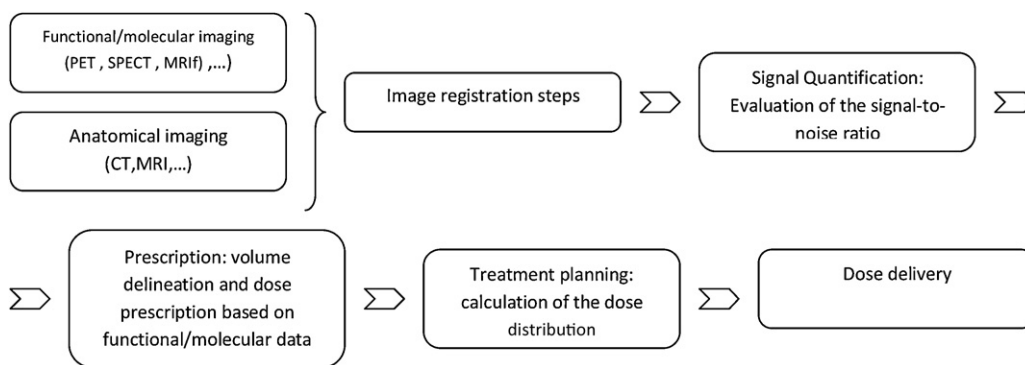 Functional/molecular imaging
(PET , SPECT , MRIf) ,...)
Anatomical imaging
(CT,MRI,...)
Image registration steps
Signal Quantification:
Evaluation of the signal-to-
noise ratio
Prescription: volume
delineation and dose
prescription based on
functional/molecular data
Treatment planning:
calculation of the dose
distribution
Dose delivery